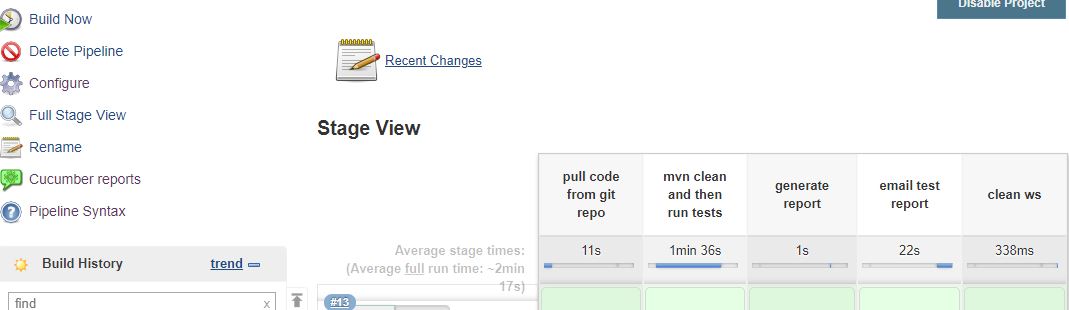 Disable Project
Build Now
Delete Pipeline
Configure
Full Stage View
Rename
Cucumber reports
Pipeline Syntax
Build History
trend
find
x
Recent Changes
Stage View
pull code
from git
repo
mvn clean
and then
run tests
generate
report
email test
report
clean ws
Average stage times:
(Average full run time: ~2min
17s)
11s
1min 36s
1s
22s
338ms
#13